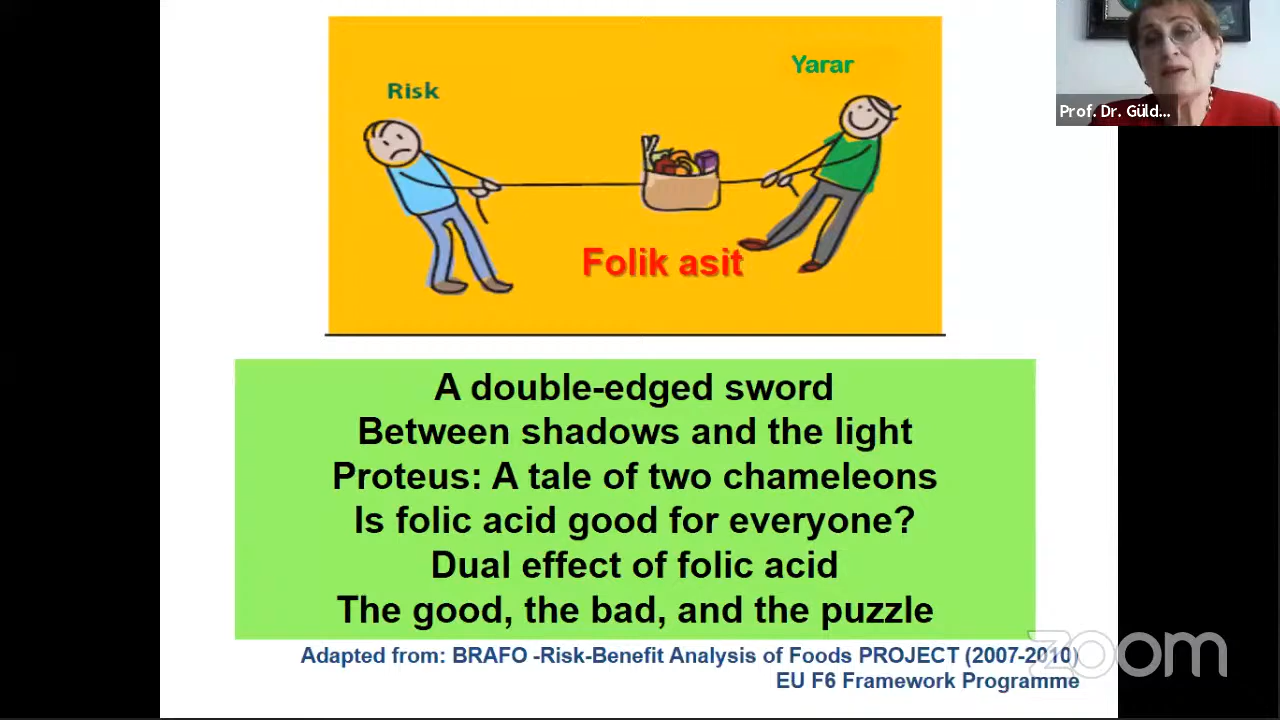 Risk
Yarar
Folik asit
A double-edged sword
Between shadows and the light
Proteus: A tale of two chameleons
Is folic acid good for everyone?
Dual effect of folic acid
The good, the bad, and the puzzle
Adapted from: BRAFO -Risk-Benefit Analysis of Foods PROJECT (2007-2010)
EU F6 Framework Programme
Prof. Dr. Güld...
zoom